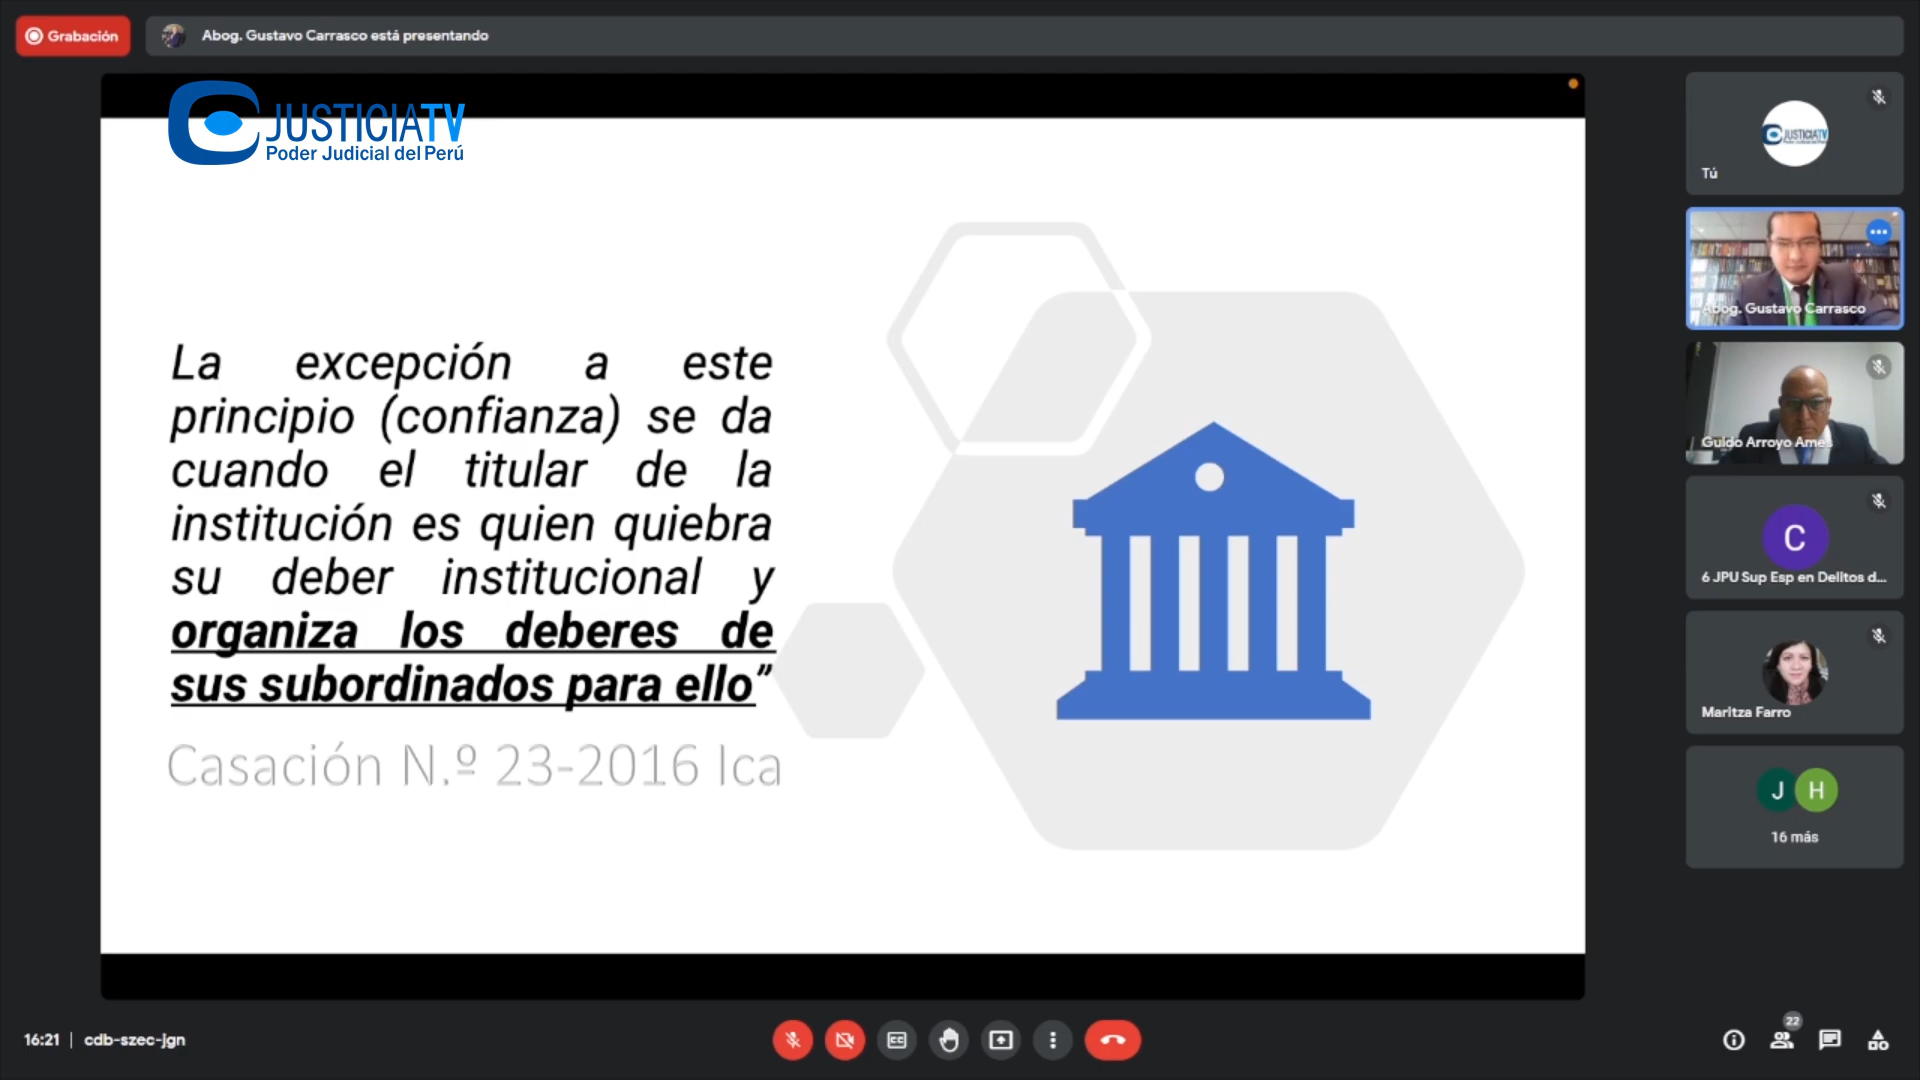 Grabación
Abog. Gustavo Carrasco está presentando
JUSTICIATV
Poder Judicial del Perú
La excepción a este
principio (confianza) se da
cuando el titular de la
institución es quien quiebra
su deber institucional y
organiza los deberes de
sus subordinados para ello”
Casación N.º 23-2016 Ica
JUSTICIATV
Tú
Abog. Gustavo Carrasco
Guido Arroyo Ames
C
6 JPU Sup Esp en Delitos d...
Maritza Farro
J
H
16 más
16:21 | cdb-szec-jgn
CC
22